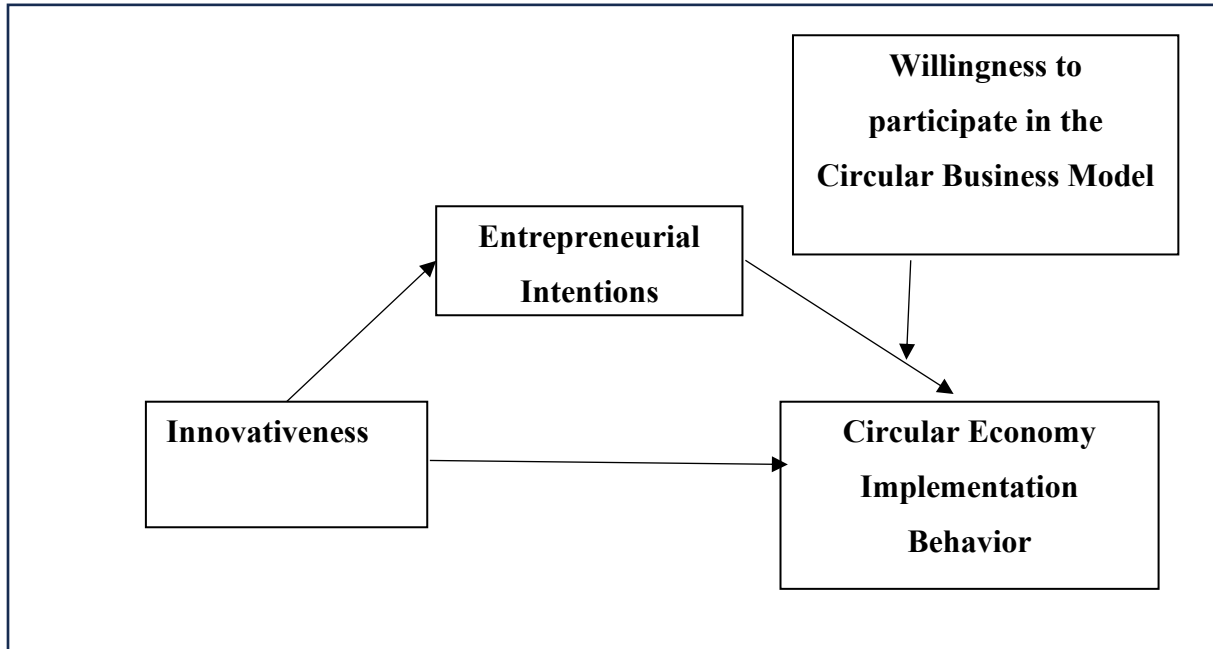 Willingness to
participate in the
Circular Business Model
Entrepreneurial
Intentions
Innovativeness
Circular Economy
Implementation
Behavior